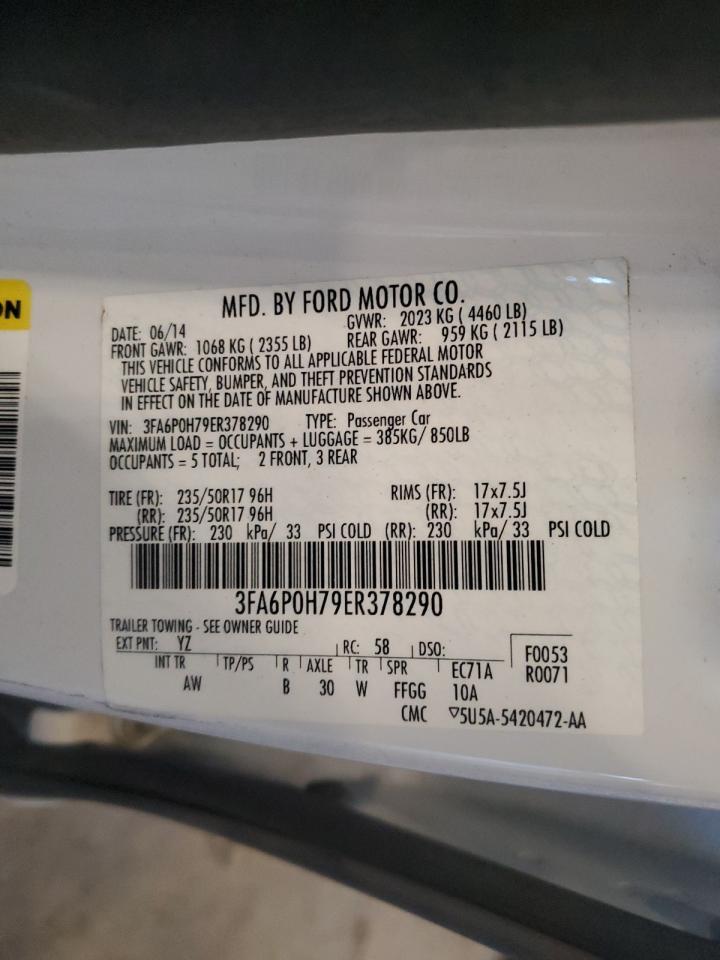 ON
MFD. BY FORD MOTOR CO.
DATE: 06/14 GVWR: 2023 KG ( 4460 LB)
FRONT GAWR: 1068 KG ( 2355 LB) REAR GAWR: 959 KG ( 2115 LB)
THIS VEHICLE CONFORMS TO ALL APPLICABLE FEDERAL MOTOR
VEHICLE SAFETY, BUMPER, AND THEFT PREVENTION STANDARDS
IN EFFECT ON THE DATE OF MANUFACTURE SHOWN ABOVE.
VIN: 3FA6P0H79ER378290 TYPE: Passenger Car
MAXIMUM LOAD = OCCUPANTS + LUGGAGE = 385KG/ 850LB
OCCUPANTS = 5 TOTAL; 2 FRONT, 3 REAR
TIRE (FR): 235/50R17 96H RIMS (FR): 17x7.5J
(RR): 235/50R17 96H (RR): 17x7.5J
PRESSURE (FR): 230 kPa/ 33 PSI COLD (RR): 230 kPa/ 33 PSI COLD
3FA6P0H79ER378290
TRAILER TOWING - SEE OWNER GUIDE
EXT PNT: YZ RC: 58 DSO: F0053
INT TR TP/PS R AXLE TR SPR EC71A R0071
AW B 30 W FFGG 10A
CMC ▽5U5A-5420472-AA